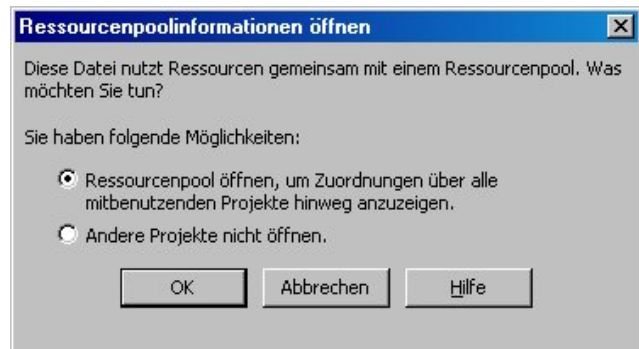 Ressourcenpoolinformationen öffnen
Diese Datei nutzt Ressourcen gemeinsam mit einem Ressourcenpool. Was
möchten Sie tun?
Sie haben folgende Möglichkeiten:
Ressourcenpool öffnen, um Zuordnungen über alle
mitbenutzenden Projekte hinweg anzuzeigen.
Andere Projekte nicht öffnen.
OK Abbrechen Hilfe